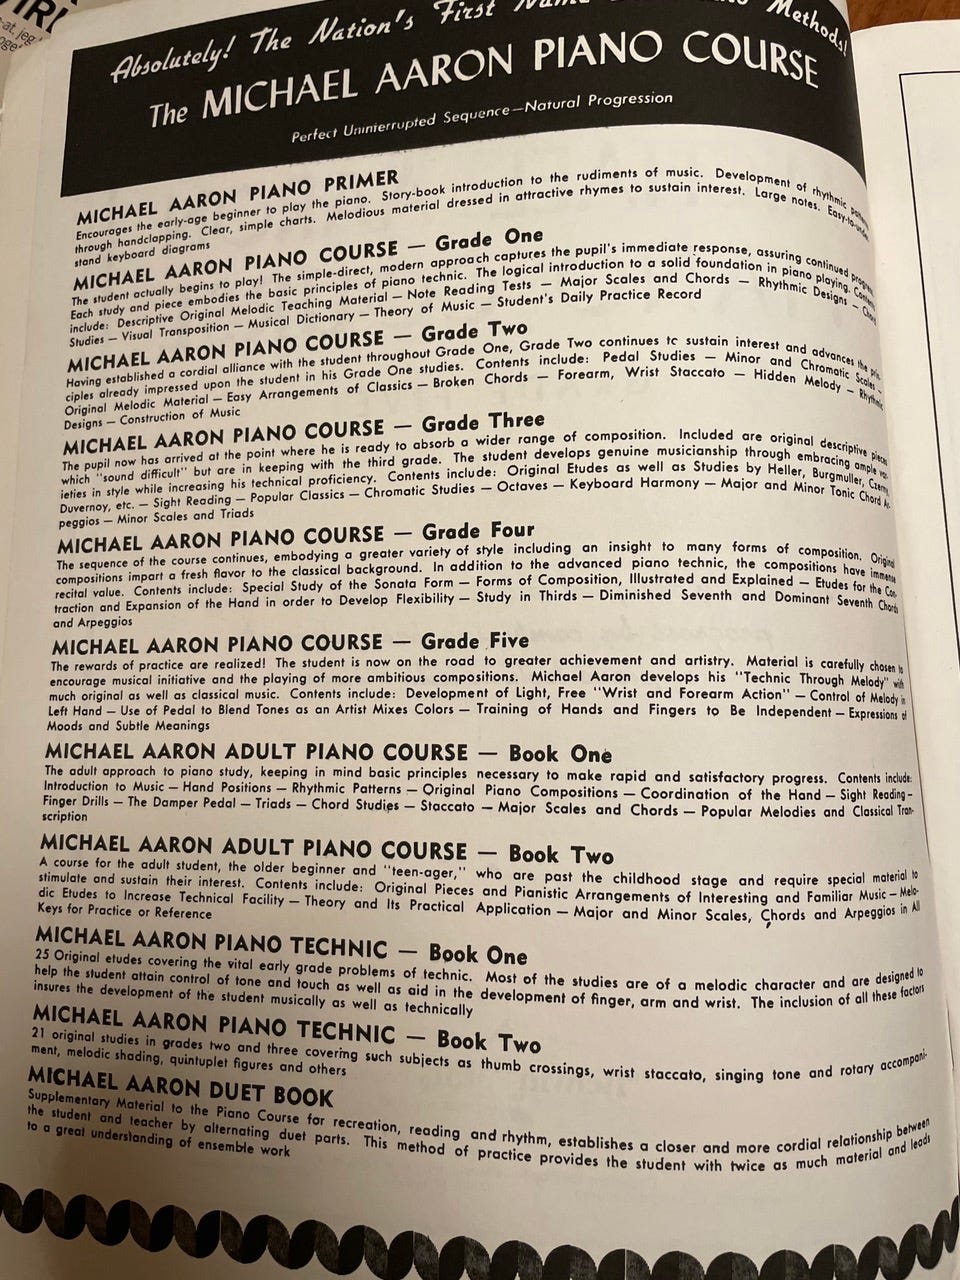 Absolutely! The Nation's First Name Methods!
The MICHAEL AARON PIANO COURSE
Perfect Uninterrupted Sequence—Natural Progression
MICHAEL AARON PIANO PRIMER
Encourages the early-age beginner to play the piano. Story-book introduction to the rudiments of music. Development of rhythmic
through handclapping. Clear, simple charts. Melodious material dressed in attractive rhymes to sustain interest. Large notes. Easy-to-under-
stand keyboard diagrams
MICHAEL AARON PIANO COURSE — Grade One
The student actually begins to play! The simple-direct, modern approach captures the pupil's immediate response, assuring continued progress
Each study and piece embodies the basic principles of piano technic. The logical introduction to a solid foundation in piano playing. Contents
include: Descriptive Original Melodic Teaching Material — Note Reading Tests — Major Scales and Chords — Rhythmic Designs — Chord
Studies — Visual Transposition — Musical Dictionary — Theory of Music — Student's Daily Practice Record
MICHAEL AARON PIANO COURSE — Grade Two
Having established a cordial alliance with the student throughout Grade One, Grade Two continues to sustain interest and advances the prin-
ciples already impressed upon the student in his Grade One studies. Contents include: Pedal Studies — Minor and Chromatic Scales —
Original Melodic Material — Easy Arrangements of Classics — Broken Chords — Forearm, Wrist Staccato — Hidden Melody — Rhythmic
Designs — Construction of Music
MICHAEL AARON PIANO COURSE — Grade Three
The pupil now has arrived at the point where he is ready to absorb a wider range of composition. Included are original descriptive pieces
which "sound difficult" but are in keeping with the third grade. The student develops genuine musicianship through embracing ample var-
ieties in style while increasing his technical proficiency. Contents include: Original Etudes as well as Studies by Heller, Burgmuller, Czerny,
Duvernoy, etc. — Sight Reading — Popular Classics — Chromatic Studies — Octaves — Keyboard Harmony — Major and Minor Tonic Chord Ar-
peggios — Minor Scales and Triads
MICHAEL AARON PIANO COURSE — Grade Four
The sequence of the course continues, embodying a greater variety of style including an insight to many forms of composition. Original
compositions impart a fresh flavor to the classical background. In addition to the advanced piano technic, the compositions have immense
recital value. Contents include: Special Study of the Sonata Form — Forms of Composition, Illustrated and Explained — Etudes for the Con-
traction and Expansion of the Hand in order to Develop Flexibility — Study in Thirds — Diminished Seventh and Dominant Seventh Chords
and Arpeggios
MICHAEL AARON PIANO COURSE — Grade Five
The rewards of practice are realized! The student is now on the road to greater achievement and artistry. Material is carefully chosen to
encourage musical initiative and the playing of more ambitious compositions. Michael Aaron develops his "Technic Through Melody" with
much original as well as classical music. Contents include: Development of Light, Free "Wrist and Forearm Action" — Control of Melody in
Left Hand — Use of Pedal to Blend Tones as an Artist Mixes Colors — Training of Hands and Fingers to Be Independent — Expressions of
Moods and Subtle Meanings
MICHAEL AARON ADULT PIANO COURSE — Book One
The adult approach to piano study, keeping in mind basic principles necessary to make rapid and satisfactory progress. Contents include:
Introduction to Music — Hand Positions — Rhythmic Patterns — Original Piano Compositions — Coordination of the Hand — Sight Reading —
Finger Drills — The Damper Pedal — Triads — Chord Studies — Staccato — Major Scales and Chords — Popular Melodies and Classical Tran-
scription
MICHAEL AARON ADULT PIANO COURSE — Book Two
A course for the adult student, the older beginner and "teen-ager," who are past the childhood stage and require special material to
stimulate and sustain their interest. Contents include: Original Pieces and Pianistic Arrangements of Interesting and Familiar Music — Melo-
dic Etudes to Increase Technical Facility — Theory and Its Practical Application — Major and Minor Scales, Chords and Arpeggios in All
Keys for Practice or Reference
MICHAEL AARON PIANO TECHNIC — Book One
25 Original etudes covering the vital early grade problems of technic. Most of the studies are of a melodic character and are designed to
help the student attain control of tone and touch as well as aid in the development of finger, arm and wrist. The inclusion of all these factors
insures the development of the student musically as well as technically
MICHAEL AARON PIANO TECHNIC — Book Two
21 original studies in grades two and three covering such subjects as thumb crossings, wrist staccato, singing tone and rotary accompani-
ment, melodic shading, quintuplet figures and others
MICHAEL AARON DUET BOOK
Supplementary Material to the Piano Course for recreation, reading and rhythm, establishes a closer and more cordial relationship between
the student and teacher by alternating duet parts. This method of practice provides the student with twice as much material and leads
to a great understanding of ensemble work